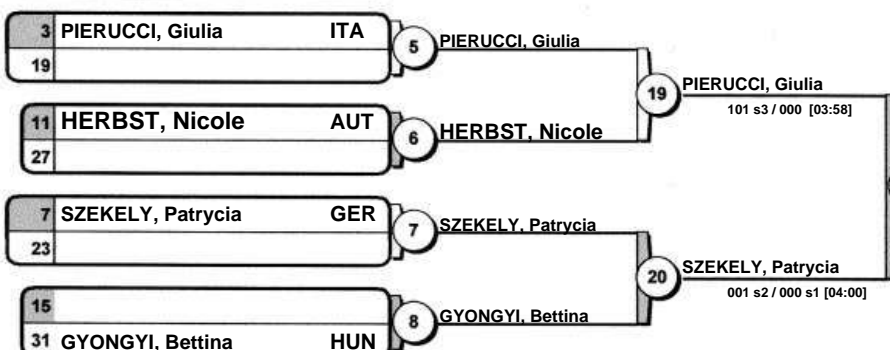 3 PIERUCCI, Giulia ITA
19
5 PIERUCCI, Giulia
11 HERBST, Nicole AUT
27
6 HERBST, Nicole
19 PIERUCCI, Giulia
101 s3 / 000 [03:58]
7 SZEKELY, Patrycia GER
23
7 SZEKELY, Patrycia
15
31 GYONGYI, Bettina HUN
8 GYONGYI, Bettina
20 SZEKELY, Patrycia
001 s2 / 000 s1 [04:00]